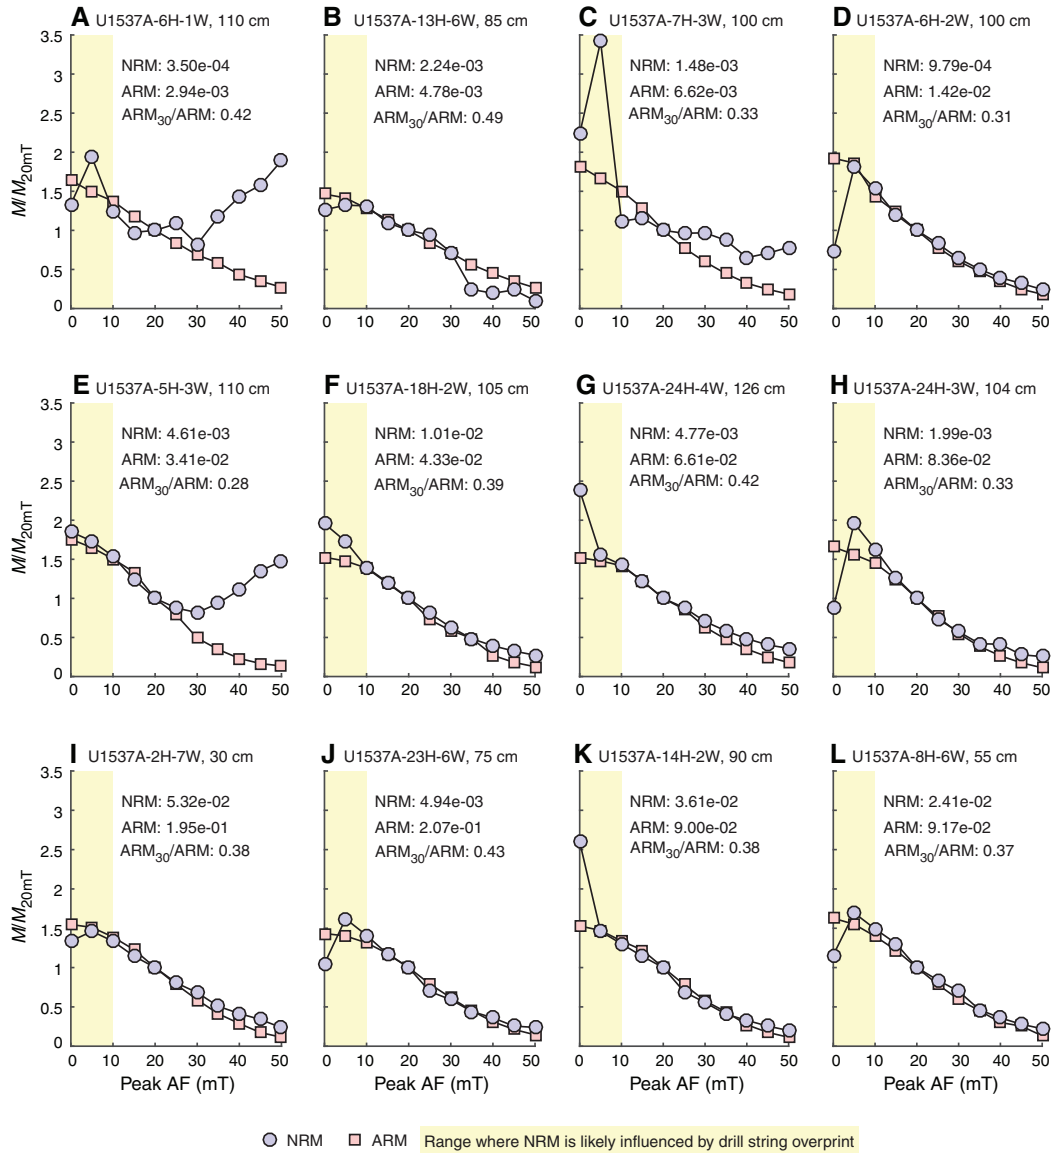 A U1537A-6H-1W, 110 cm
B U1537A-13H-6W, 85 cm
C U1537A-7H-3W, 100 cm
D U1537A-6H-2W, 100 cm
3.5
3
2.5
2
1.5
1
0.5
0
M/M20mT
NRM: 3.50e-04
ARM: 2.94e-03
ARM30/ARM: 0.42
NRM: 2.24e-03
ARM: 4.78e-03
ARM30/ARM: 0.49
NRM: 1.48e-03
ARM: 6.62e-03
ARM30/ARM: 0.33
NRM: 9.79e-04
ARM: 1.42e-02
ARM30/ARM: 0.31
0 10 20 30 40 50
0 10 20 30 40 50
0 10 20 30 40 50
0 10 20 30 40 50
E U1537A-5H-3W, 110 cm
F U1537A-18H-2W, 105 cm
G U1537A-24H-4W, 126 cm
H U1537A-24H-3W, 104 cm
3.5
3
2.5
2
1.5
1
0.5
0
M/M20mT
NRM: 4.61e-03
ARM: 3.41e-02
ARM30/ARM: 0.28
NRM: 1.01e-02
ARM: 4.33e-02
ARM30/ARM: 0.39
NRM: 4.77e-03
ARM: 6.61e-02
ARM30/ARM: 0.42
NRM: 1.99e-03
ARM: 8.36e-02
ARM30/ARM: 0.33
0 10 20 30 40 50
0 10 20 30 40 50
0 10 20 30 40 50
0 10 20 30 40 50
I U1537A-2H-7W, 30 cm
J U1537A-23H-6W, 75 cm
K U1537A-14H-2W, 90 cm
L U1537A-8H-6W, 55 cm
3.5
3
2.5
2
1.5
1
0.5
0
M/M20mT
NRM: 5.32e-02
ARM: 1.95e-01
ARM30/ARM: 0.38
NRM: 4.94e-03
ARM: 2.07e-01
ARM30/ARM: 0.43
NRM: 3.61e-02
ARM: 9.00e-02
ARM30/ARM: 0.38
NRM: 2.41e-02
ARM: 9.17e-02
ARM30/ARM: 0.37
0 10 20 30 40 50
0 10 20 30 40 50
0 10 20 30 40 50
0 10 20 30 40 50
Peak AF (mT)
Peak AF (mT)
Peak AF (mT)
Peak AF (mT)
NRM ARM Range where NRM is likely influenced by drill string overprint